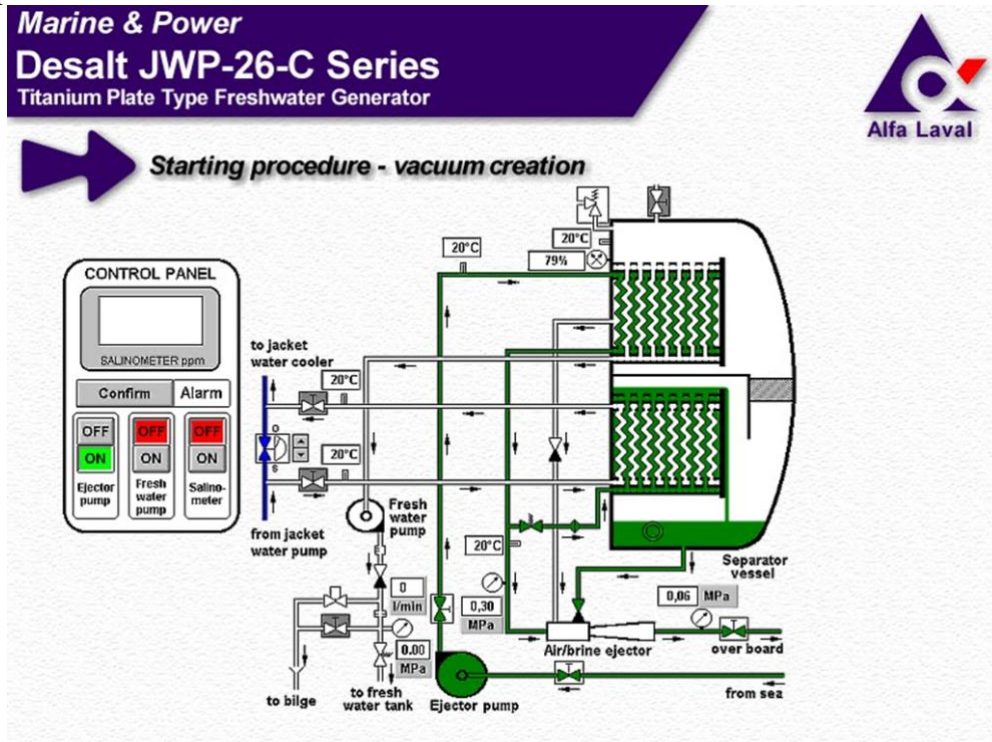 Marine & Power
Desalt JWP-26-C Series
Titanium Plate Type Freshwater Generator
Alfa Laval
Starting procedure - vacuum creation
CONTROL PANEL
SALINOMETER ppm
Confirm
Alarm
OFF
OFF
OFF
ON
ON
ON
Ejector
pump
Fresh
water
pump
Salino-
meter
to jacket
water cooler
20°C
O
S
20°C
from jacket
water pump
20°C
20°C
79%
Fresh
water
pump
20°C
0
l/min
0,30
MPa
0.00
MPa
Separator
vessel
0,06 MPa
Air/brine ejector
over board
to bilge
to fresh
water tank
Ejector pump
from sea
T
T